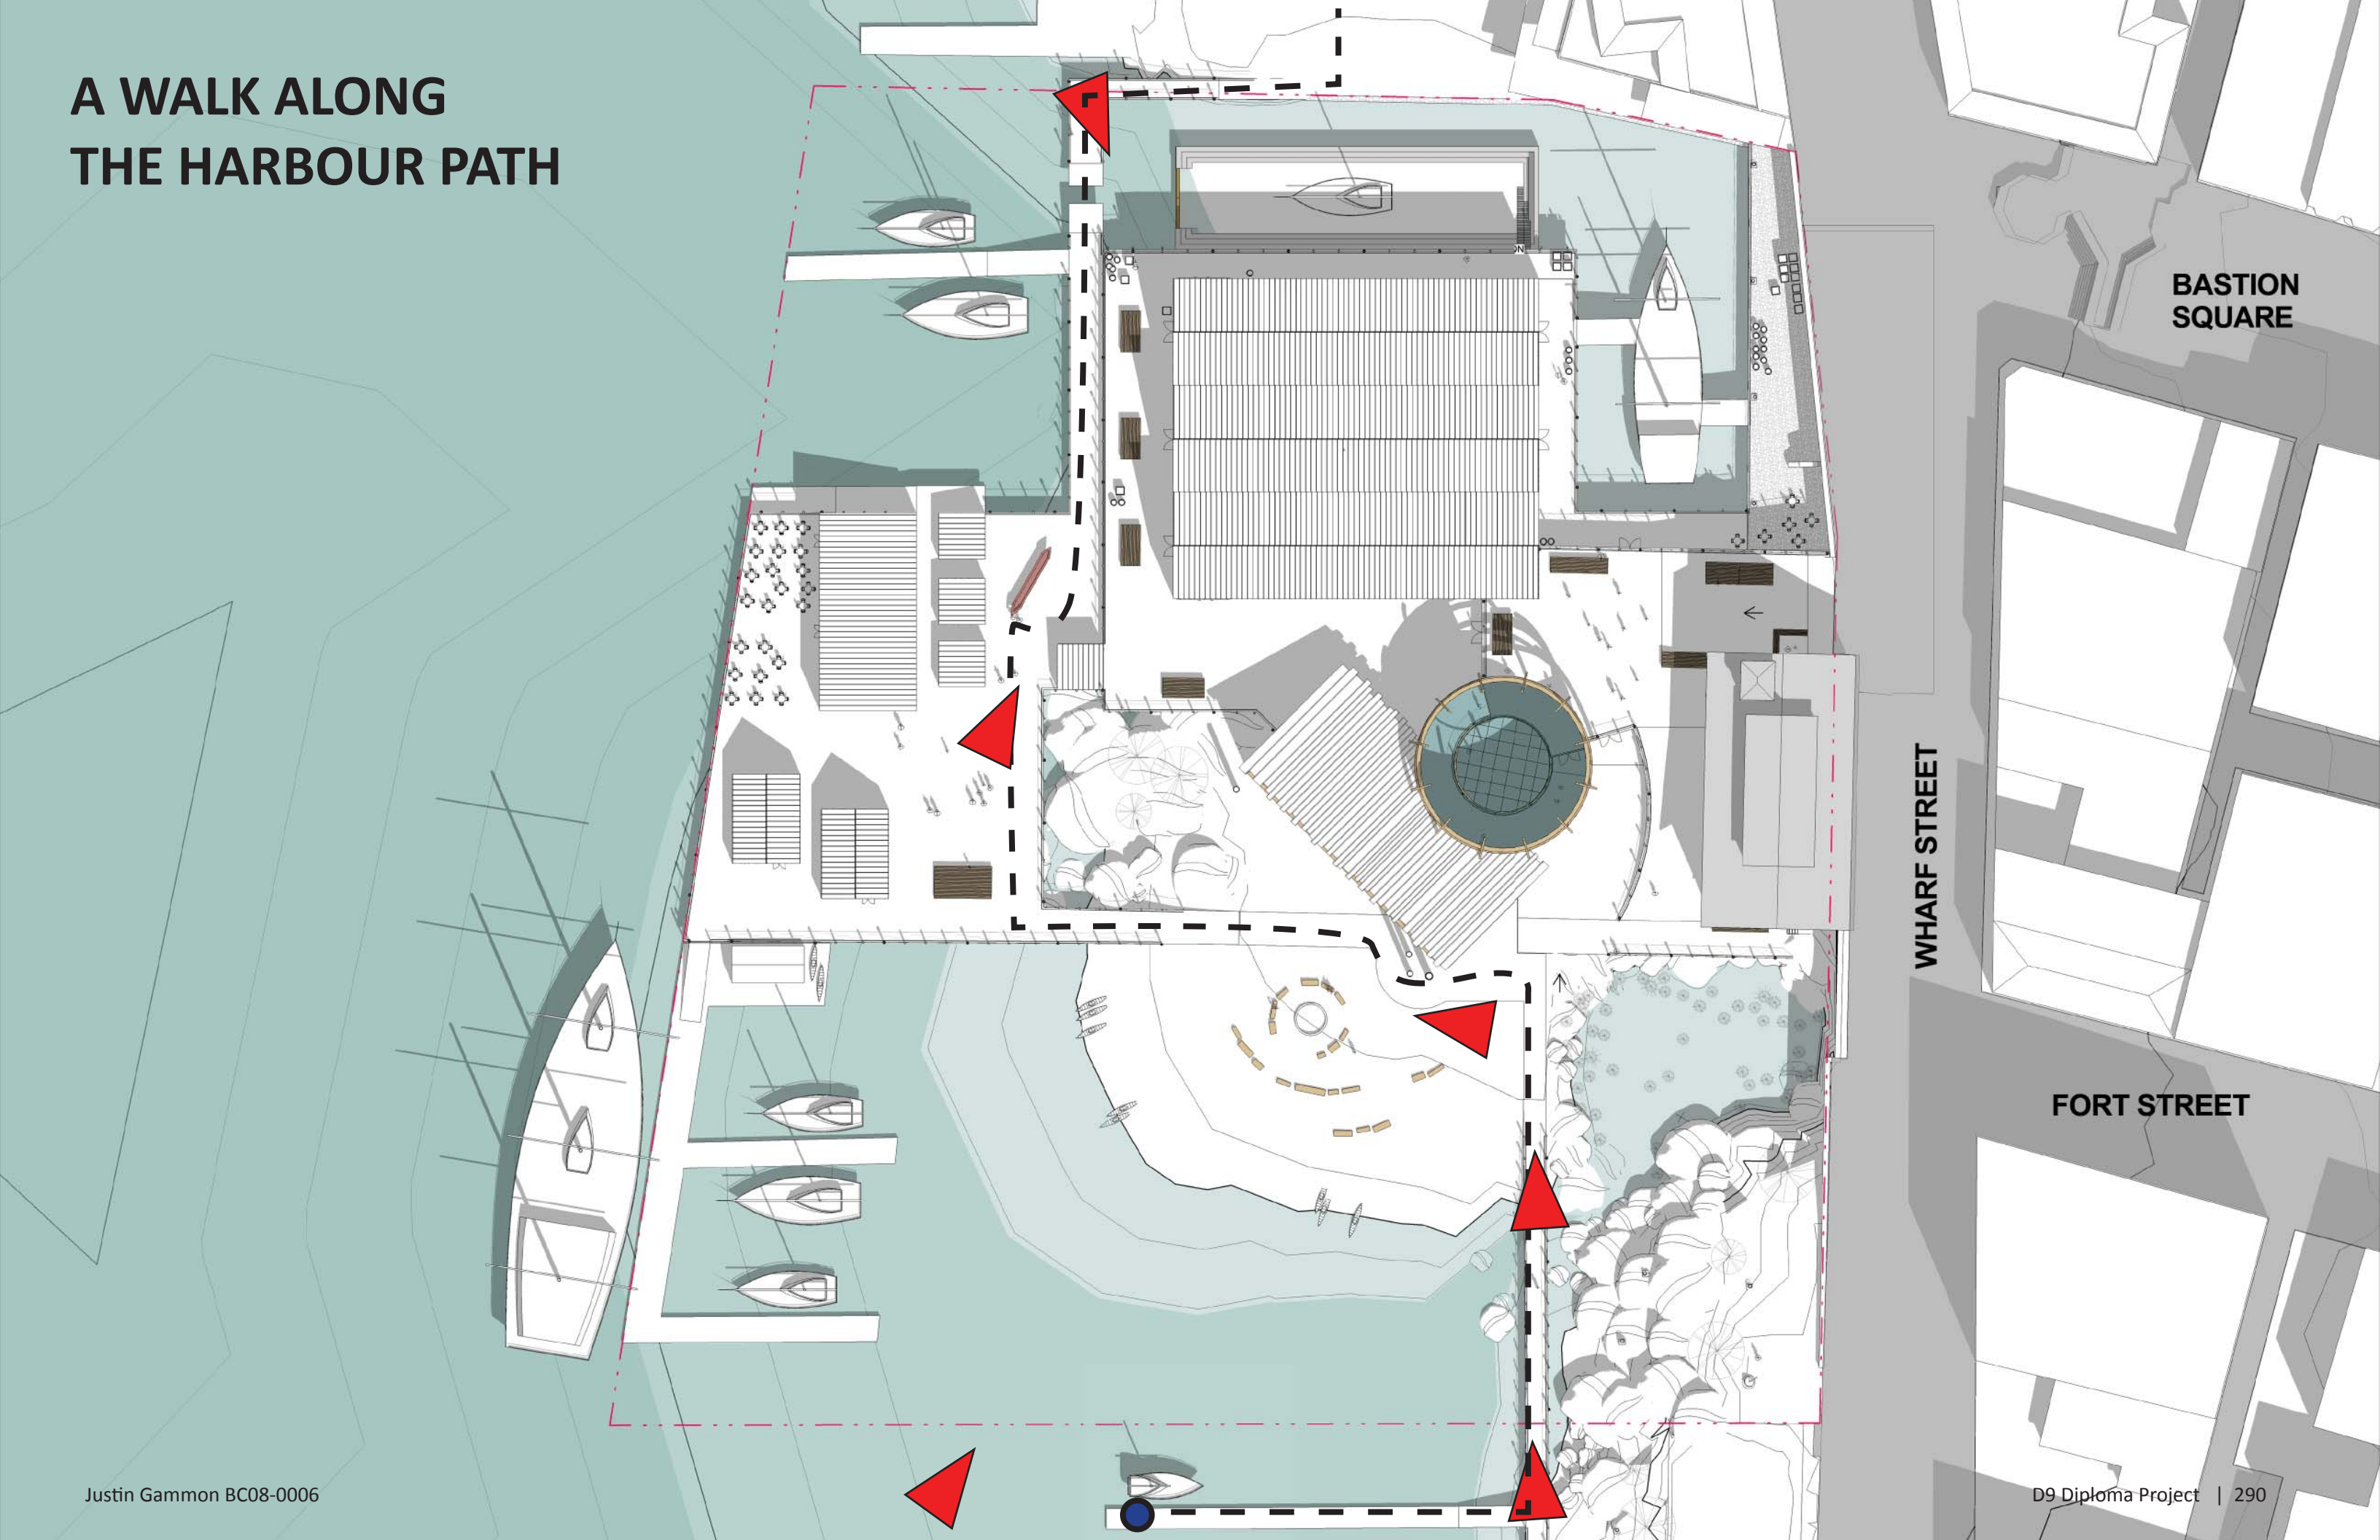 A WALK ALONG
THE HARBOUR PATH
BASTION
SQUARE
WHARF STREET
FORT STREET
Justin Gammon BC08-0006
D9 Diploma Project | 290